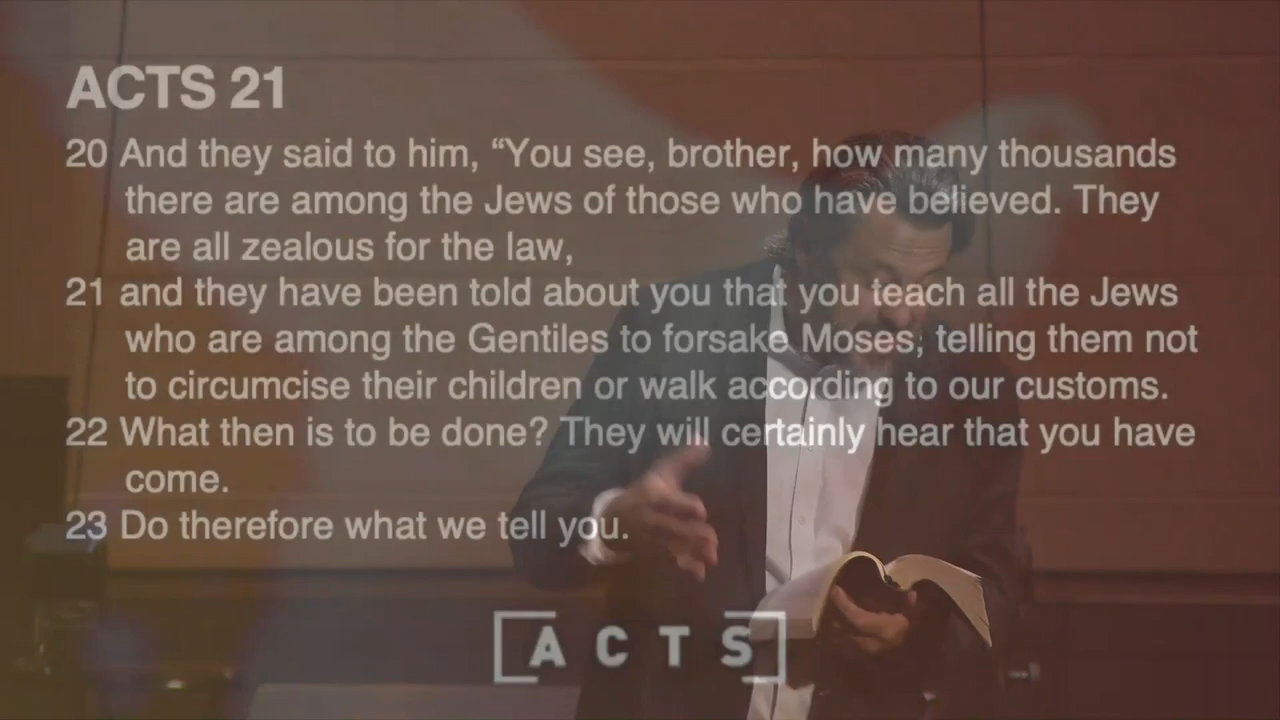 ACTS 21
20 And they said to him, “You see, brother, how many thousands
there are among the Jews of those who have believed. They
are all zealous for the law,
21 and they have been told about you that you teach all the Jews
who are among the Gentiles to forsake Moses, telling them not
to circumcise their children or walk according to our customs.
22 What then is to be done? They will certainly hear that you have
come.
23 Do therefore what we tell you.
ACTS